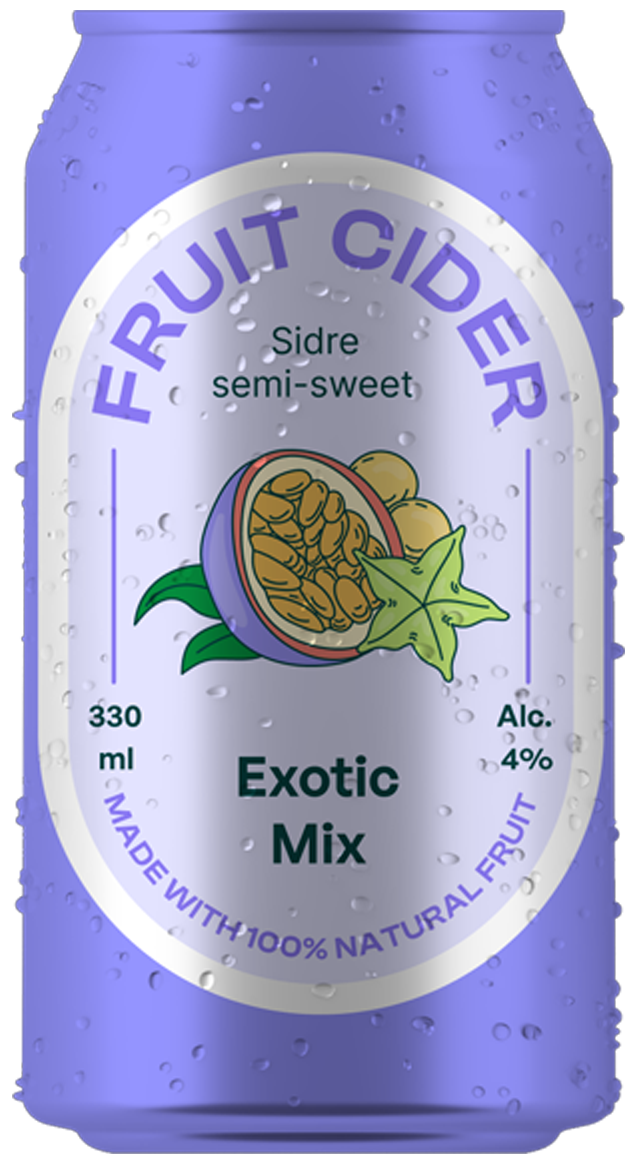 FRUIT CIDER
Sidre
semi-sweet
330
ml
Alc.
4%
Exotic
Mix
MADE WITH 100% NATURAL FRUIT